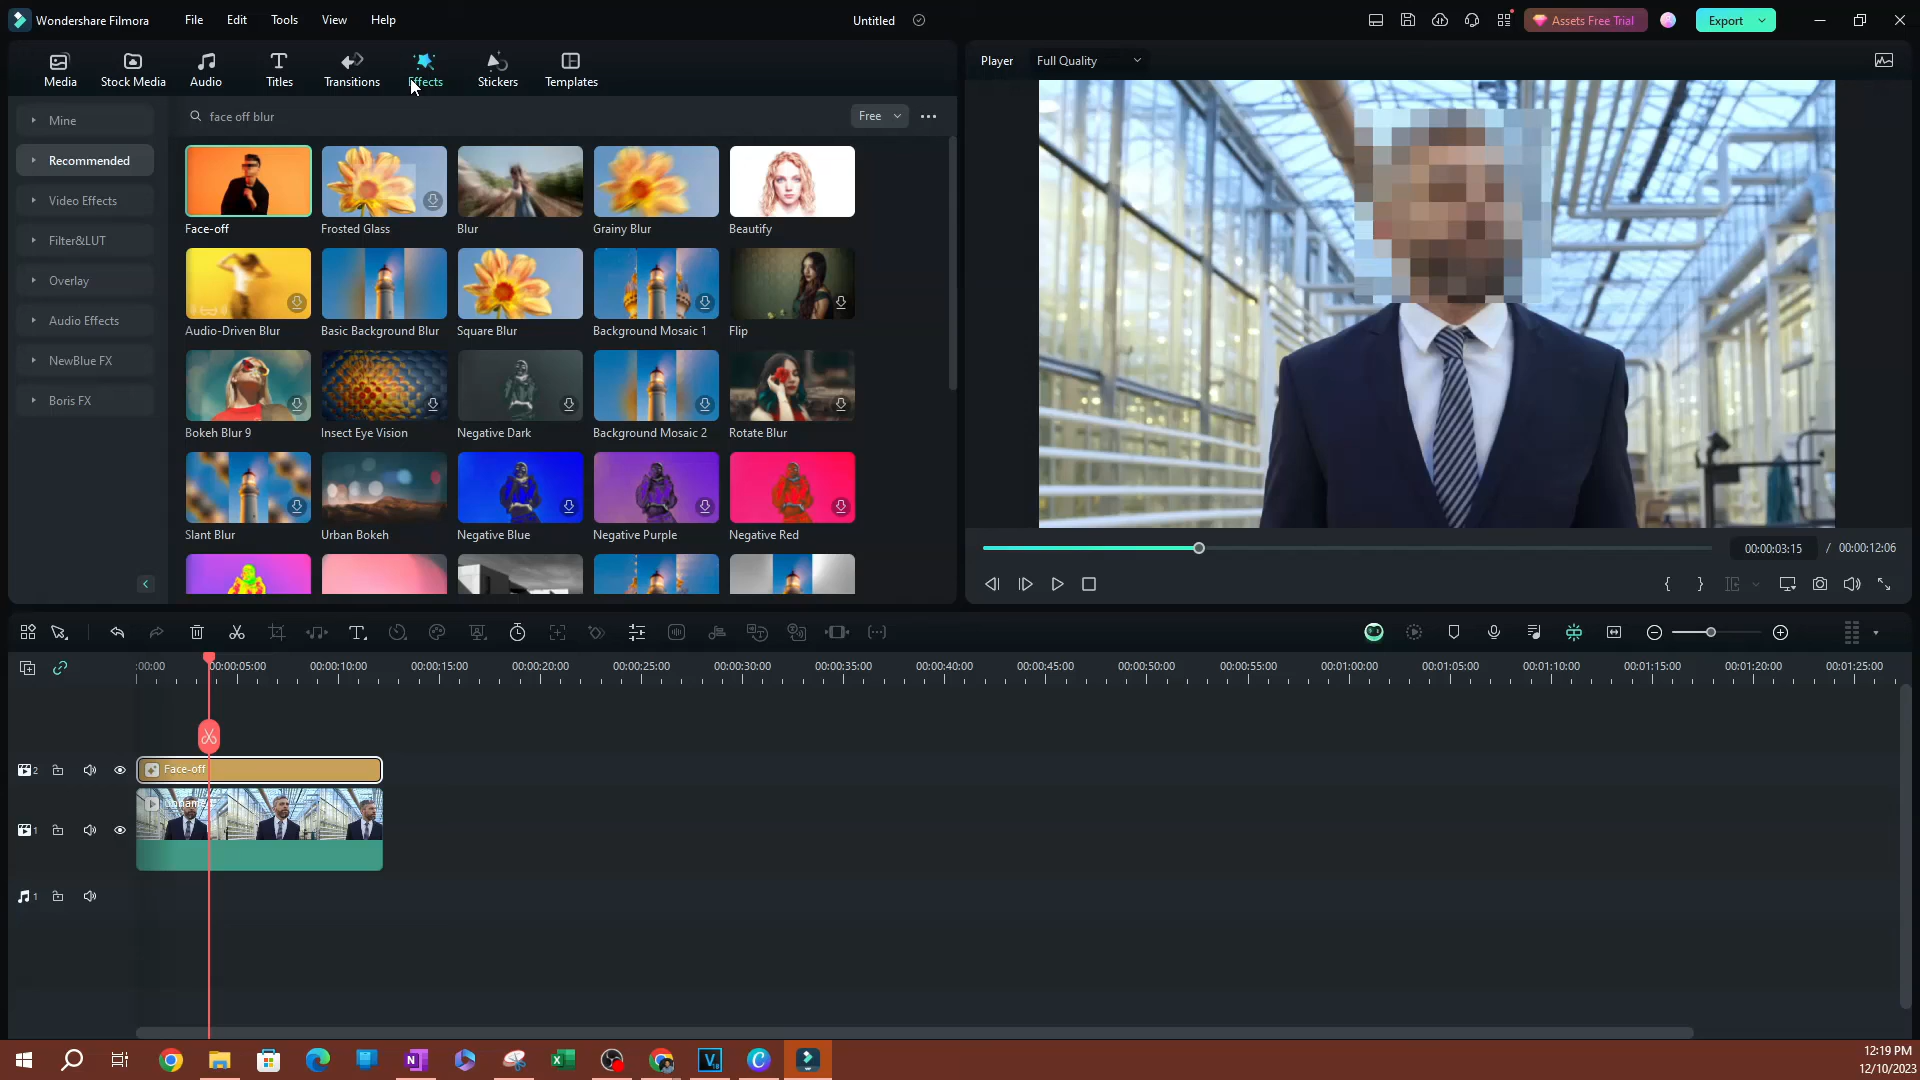 Wondershare Filmora File Edit Tools View Help Untitled Assets Free Trial Export
Media Stock Media Audio Titles Transitions Effects Stickers Templates
Player Full Quality
face off blur Free
Mine
Recommended
Video Effects
Filter&LUT
Overlay
Audio Effects
NewBlue FX
Boris FX
Face-off Frosted Glass Blur Grainy Blur Beautify
Audio-Driven Blur Basic Background Blur Square Blur Background Mosaic 1 Flip
Bokeh Blur 9 Insect Eye Vision Negative Dark Background Mosaic 2 Rotate Blur
Slant Blur Urban Bokeh Negative Blue Negative Purple Negative Red
00:00:03:15 / 00:00:12:06
:00:00 00:00:05:00 00:00:10:00 00:00:15:00 00:00:20:00 00:00:25:00 00:00:30:00 00:00:35:00 00:00:40:00 00:00:45:00 00:00:50:00 00:00:55:00 00:01:00:00 00:01:05:00 00:01:10:00 00:01:15:00 00:01:20:00 00:01:25:00
2 Face-off
1
1
12:19 PM
12/10/2023